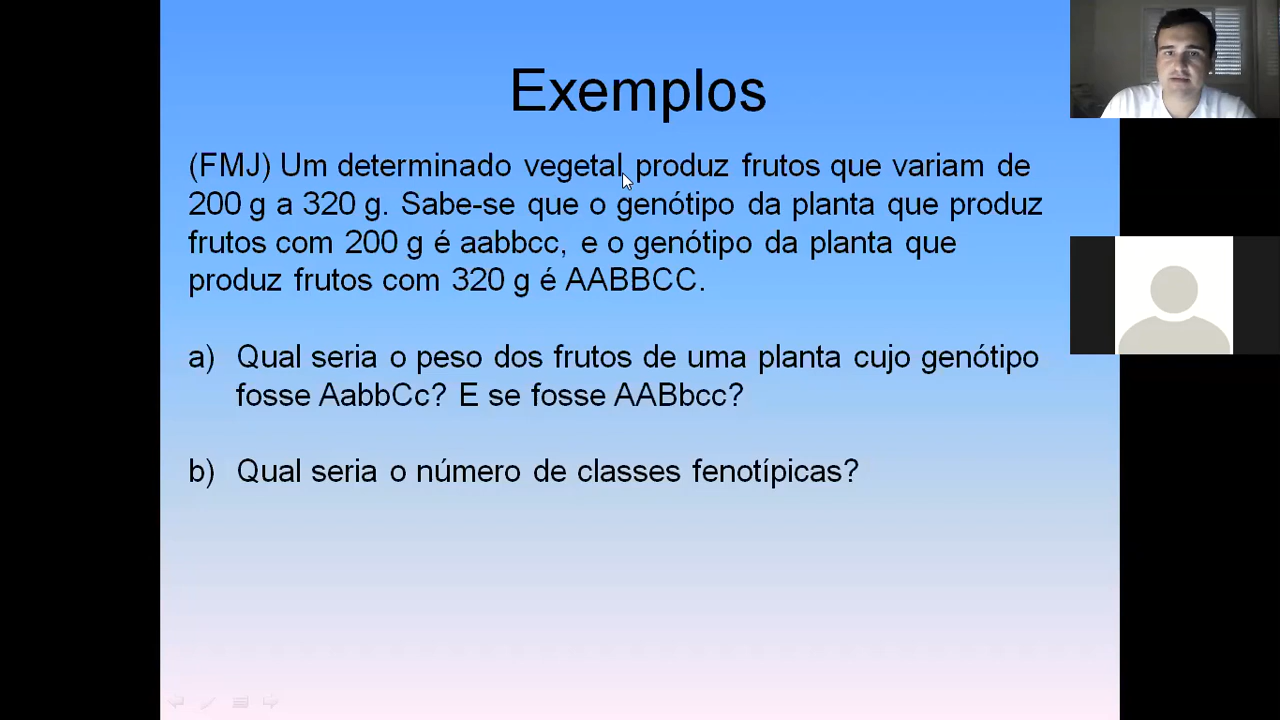 Exemplos
(FMJ) Um determinado vegetal produz frutos que variam de
200 g a 320 g. Sabe-se que o genótipo da planta que produz
frutos com 200 g é aabbcc, e o genótipo da planta que
produz frutos com 320 g é AABBCC.
a) Qual seria o peso dos frutos de uma planta cujo genótipo
fosse AabbCc? E se fosse AABbcc?
b) Qual seria o número de classes fenotípicas?